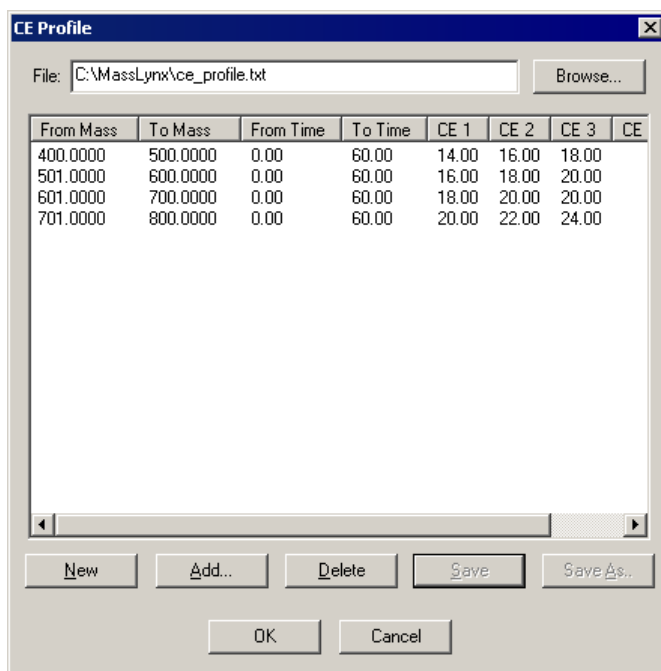 CE Profile
File: C:\MassLynx\ce_profile.txt Browse...
From Mass To Mass From Time To Time CE 1 CE 2 CE 3 CE
400.0000 500.0000 0.00 60.00 14.00 16.00 18.00
501.0000 600.0000 0.00 60.00 16.00 18.00 20.00
601.0000 700.0000 0.00 60.00 18.00 20.00 20.00
701.0000 800.0000 0.00 60.00 20.00 22.00 24.00
New Add... Delete Save Save As..
OK Cancel